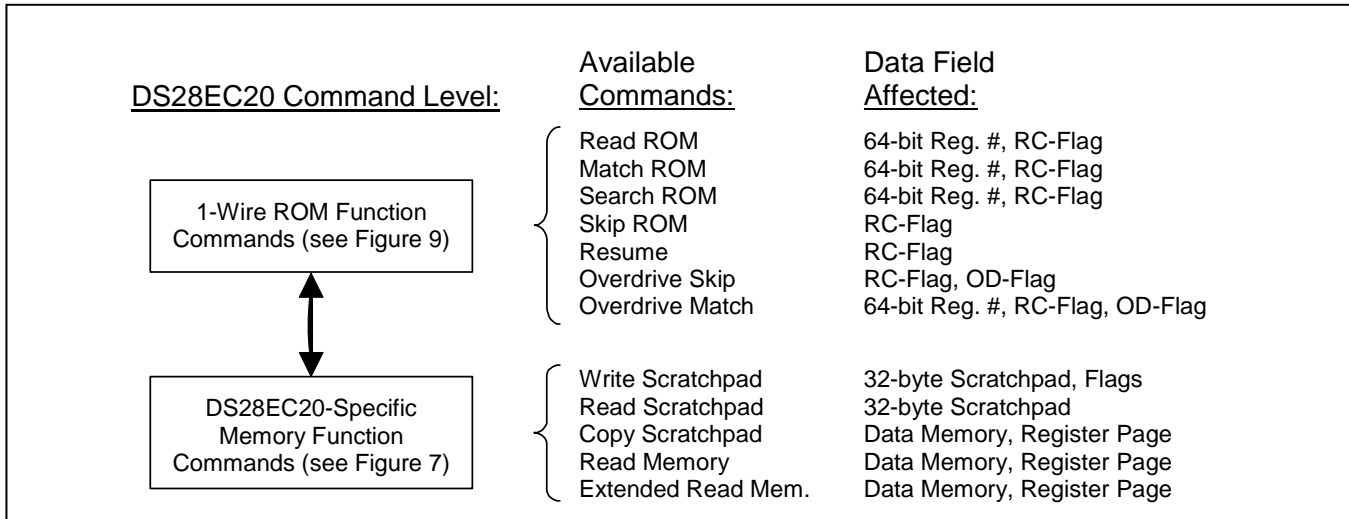 DS28EC20 Command Level:
Available
Commands:
Data Field
Affected:
1-Wire ROM Function
Commands (see Figure 9)
Read ROM 64-bit Reg. #, RC-Flag
Match ROM 64-bit Reg. #, RC-Flag
Search ROM 64-bit Reg. #, RC-Flag
Skip ROM RC-Flag
Resume RC-Flag
Overdrive Skip RC-Flag, OD-Flag
Overdrive Match 64-bit Reg. #, RC-Flag, OD-Flag
DS28EC20-Specific
Memory Function
Commands (see Figure 7)
Write Scratchpad 32-byte Scratchpad, Flags
Read Scratchpad 32-byte Scratchpad
Copy Scratchpad Data Memory, Register Page
Read Memory Data Memory, Register Page
Extended Read Mem. Data Memory, Register Page